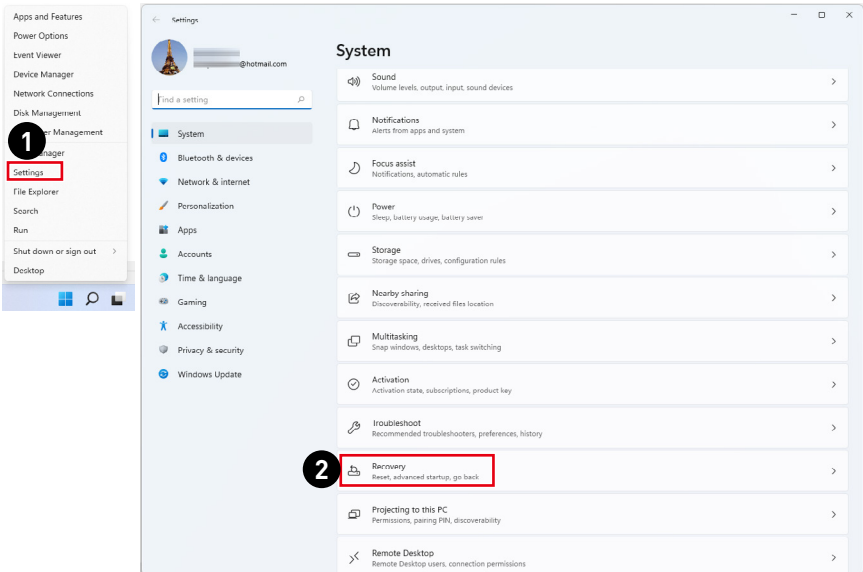 Apps and Features
Power Options
Event Viewer
Device Manager
Network Connections
Disk Management
er Management
1
nager
Settings
File Explorer
Search
Run
Shut down or sign out
Desktop
Settings
@hotmail.com
Find a setting
System
Bluetooth & devices
Network & internet
Personalization
Apps
Accounts
Time & language
Gaming
Accessibility
Privacy & security
Windows Update
System
Sound
Volume levels, output, input, sound devices
Notifications
Alerts from apps and system
Focus assist
Notifications, automatic rules
Power
Sleep, battery usage, battery saver
Storage
Storage space, drives, configuration rules
Nearby sharing
Discoverability, received files location
Multitasking
Snap windows, desktops, task switching
Activation
Activation state, subscriptions, product key
Troubleshoot
Recommended troubleshooters, preferences, history
2
Recovery
Reset, advanced startup, go back
Projecting to this PC
Permissions, pairing PIN, discoverability
Remote Desktop
Remote Desktop users, connection permissions